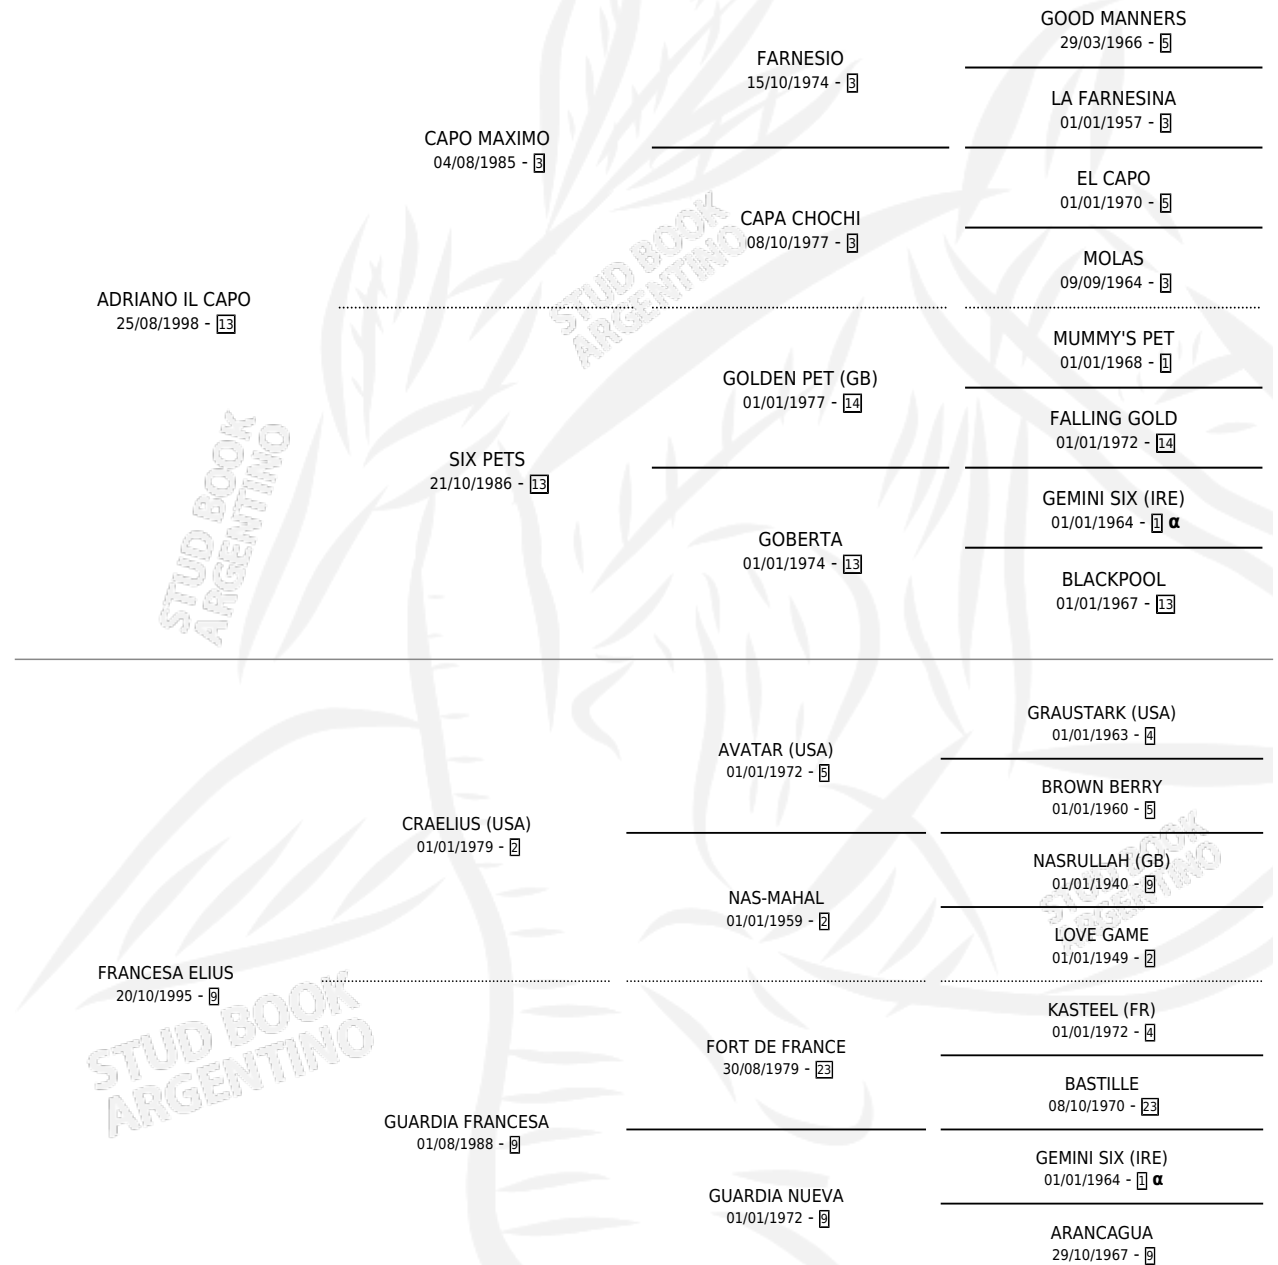 GOOD MANNERS
29/03/1966 - 5
FARNESIO
15/10/1974 - 3
LA FARNESINA
01/01/1957 - 3
CAPO MAXIMO
04/08/1985 - 3
EL CAPO
01/01/1970 - 5
CAPA CHOCHI
08/10/1977 - 3
MOLAS
09/09/1964 - 3
ADRIANO IL CAPO
25/08/1998 - 13
MUMMY'S PET
01/01/1968 - 1
GOLDEN PET (GB)
01/01/1977 - 14
FALLING GOLD
01/01/1972 - 14
SIX PETS
21/10/1986 - 13
GEMINI SIX (IRE)
01/01/1964 - 1 α
GOBERTA
01/01/1974 - 13
BLACKPOOL
01/01/1967 - 13
GRAUSTARK (USA)
01/01/1963 - 4
AVATAR (USA)
01/01/1972 - 5
BROWN BERRY
01/01/1960 - 5
CRAELIUS (USA)
01/01/1979 - 2
NASRULLAH (GB)
01/01/1940 - 9
NAS-MAHAL
01/01/1959 - 2
LOVE GAME
01/01/1949 - 2
FRANCESA ELIUS
20/10/1995 - 9
KASTEEL (FR)
01/01/1972 - 4
FORT DE FRANCE
30/08/1979 - 23
BASTILLE
08/10/1970 - 23
GUARDIA FRANCESA
01/08/1988 - 9
GEMINI SIX (IRE)
01/01/1964 - 1 α
GUARDIA NUEVA
01/01/1972 - 9
ARANCAGUA
29/10/1967 - 9
STUD BOOK
ARGENTINO
STUD BOOK
ARGENTINO
STUD BOOK
ARGENTINO
STUD BOOK
ARGENTINO